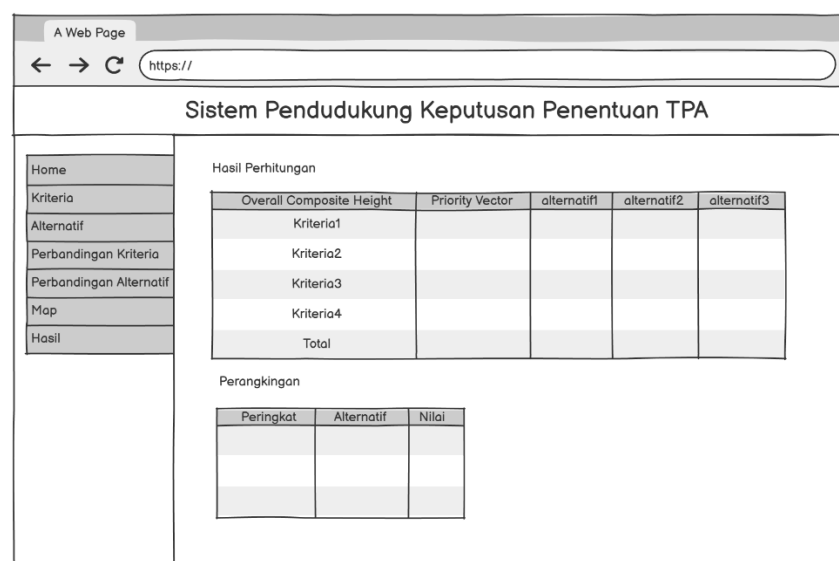 A Web Page
https://
Sistem Pendudukung Keputusan Penentuan TPA
Home
Kriteria
Alternatif
Perbandingan Kriteria
Perbandingan Alternatif
Map
Hasil
Hasil Perhitungan
Overall Composite Height Priority Vector alternatif1 alternatif2 alternatif3
Kriteria1
Kriteria2
Kriteria3
Kriteria4
Total
Perangkingan
Peringkat Alternatif Nilai